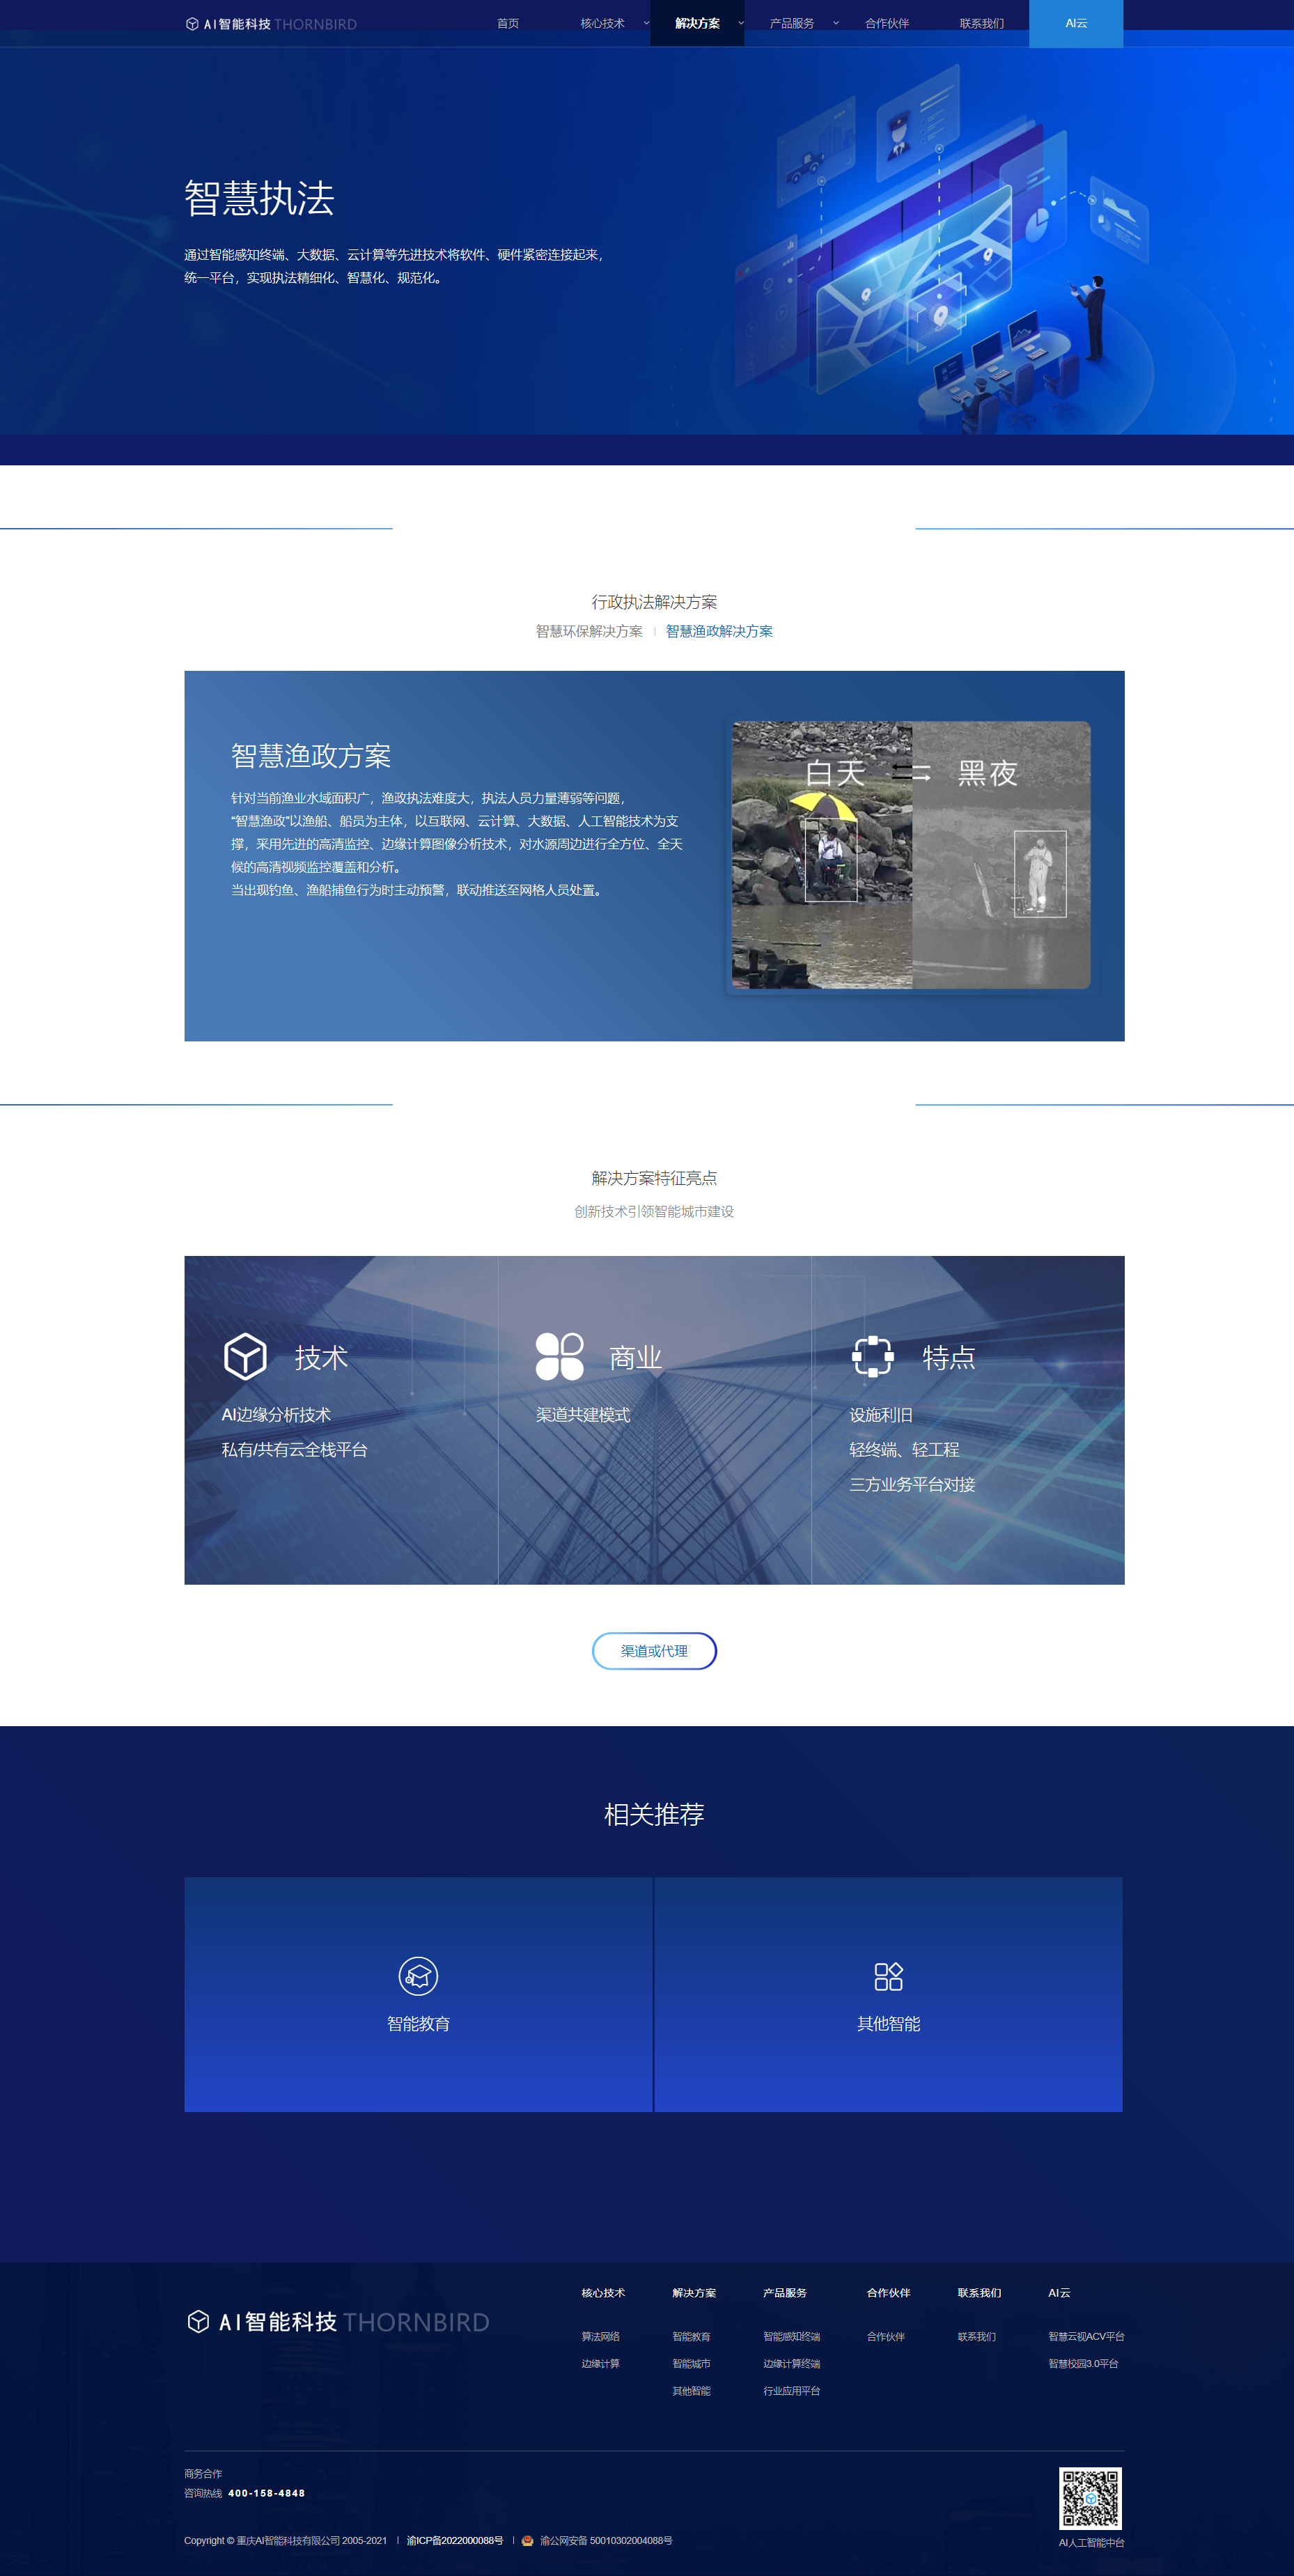 AI智能科技 THORNBIRD
首页
核心技术
解决方案
产品服务
合作伙伴
联系我们
AI云
智慧执法
通过智能感知终端、大数据、云计算等先进技术将软件、硬件紧密连接起来，
统一平台，实现执法精细化、智慧化、规范化。
行政执法解决方案
智慧环保解决方案 | 智慧渔政解决方案
智慧渔政方案
针对当前渔业水域面积广，渔政执法难度大，执法人员力量薄弱等问题，
“智慧渔政”以渔船、船员为主体，以互联网、云计算、大数据、人工智能技术为支
撑，采用先进的高清监控、边缘计算图像分析技术，对水源周边进行全方位、全天
候的高清视频监控覆盖和分析。
当出现钓鱼、渔船捕鱼行为时主动预警，联动推送至网格人员处置。
白天 黑夜
解决方案特征亮点
创新技术引领智能城市建设
技术
AI边缘分析技术
私有/共有云全栈平台
商业
渠道共建模式
特点
设施利旧
轻终端、轻工程
三方业务平台对接
渠道或代理
相关推荐
智能教育
其他智能
AI智能科技 THORNBIRD
核心技术
算法网络
边缘计算
解决方案
智能教育
智能城市
其他智能
产品服务
智能感知终端
边缘计算终端
行业应用平台
合作伙伴
合作伙伴
联系我们
联系我们
AI云
智慧云视ACV平台
智慧校园3.0平台
商务合作
咨询热线 400-158-4848
Copyright © 重庆AI智能科技有限公司 2005-2021 | 渝ICP备2022000088号 | 渝公网安备 50010302004088号
AI人工智能中台